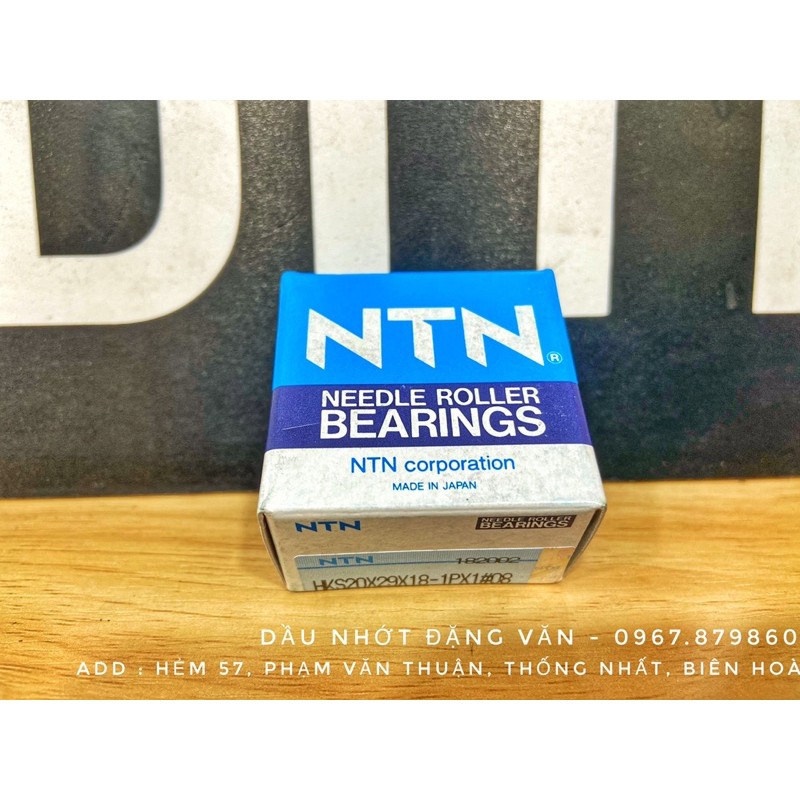 NTN®
NEEDLE ROLLER
BEARINGS
NTN corporation
MADE IN JAPAN
NTN
NEEDLE ROLLER
BEARINGS
NTN
182002
HKS20X29X18-1PX1#08
DẦU NHỚT ĐẶNG VĂN - 0967.879860
ADD : HẺM 57, PHẠM VĂN THUẬN, THỐNG NHẤT, BIÊN HOÀ